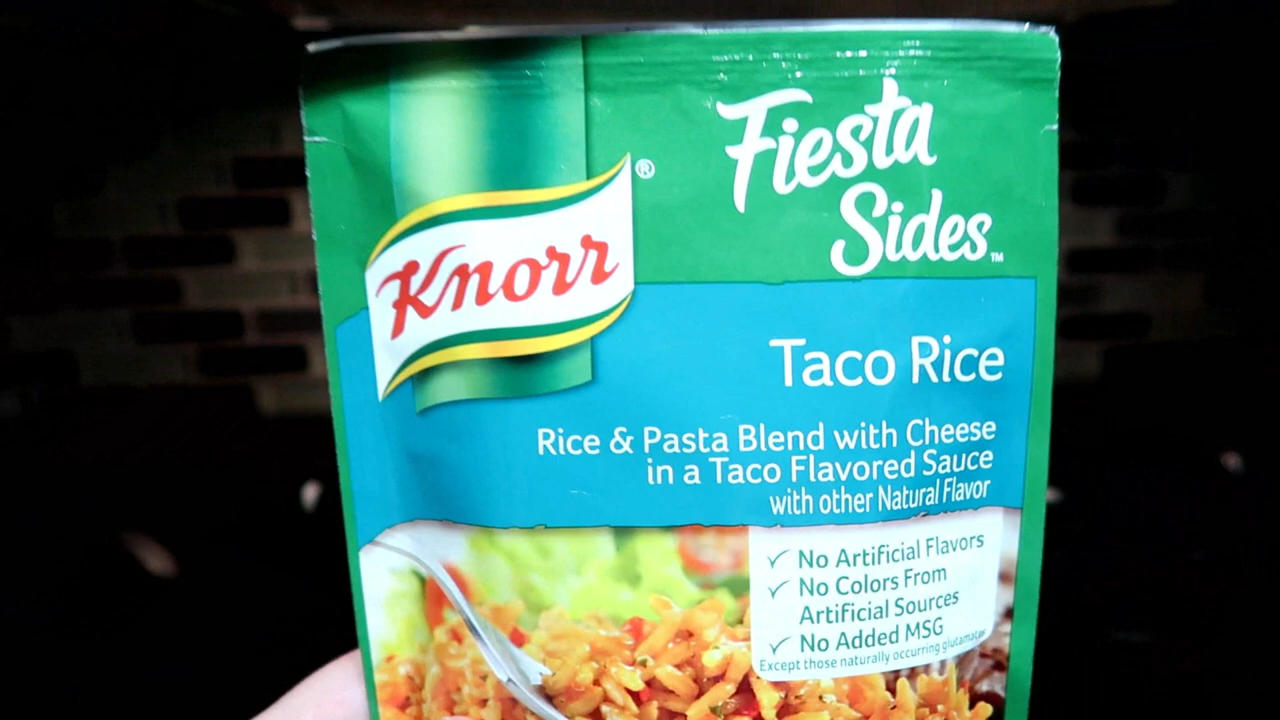 Fiesta
Sides™
Knorr®
Taco Rice
Rice & Pasta Blend with Cheese
in a Taco Flavored Sauce
with other Natural Flavor
✓ No Artificial Flavors
✓ No Colors From
Artificial Sources
✓ No Added MSG
Except those naturally occurring glutamates